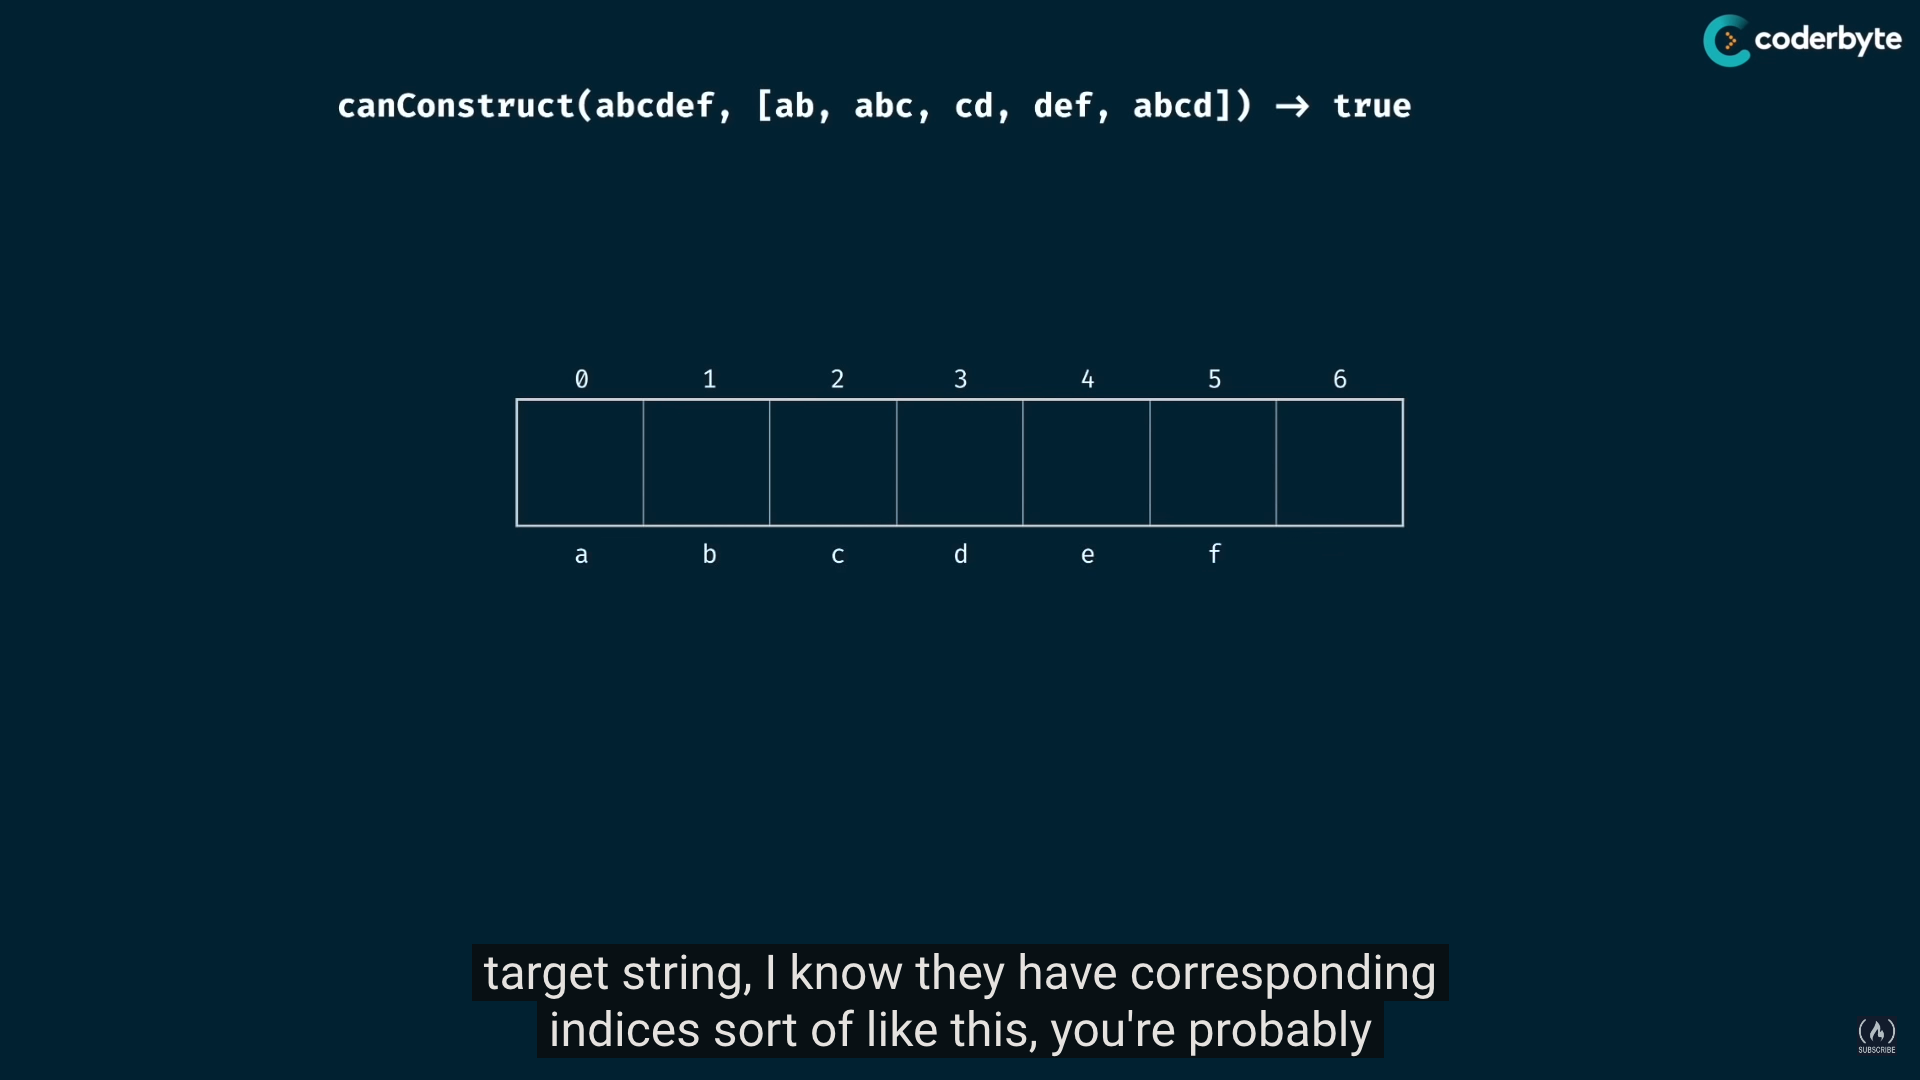 coderbyte
canConstruct(abcdef, [ab, abc, cd, def, abcd]) → true
0 1 2 3 4 5 6
a b c d e f
target string, I know they have corresponding
indices sort of like this, you're probably
SUBSCRIBE